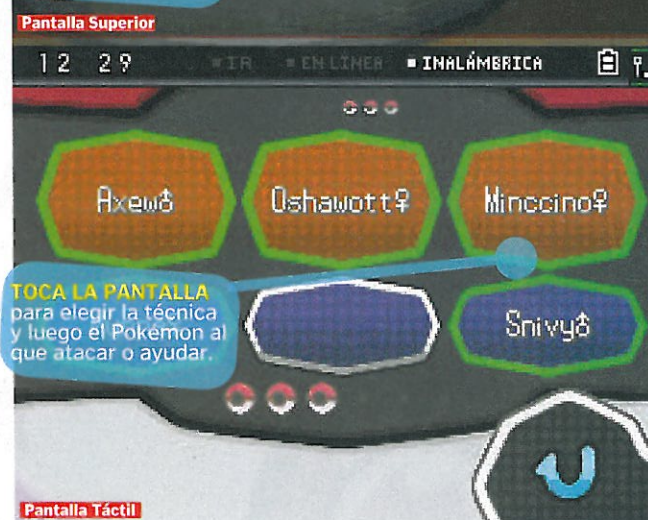 Pantalla Superior
12 29 IR EN LÍNEA INALÁMBRICA
Axew♂ Oshawott♀ Minccino♀
TOCA LA PANTALLA
para elegir la técnica
y luego el Pokémon al
que atacar o ayudar.
Snivy♂
Pantalla Táctil